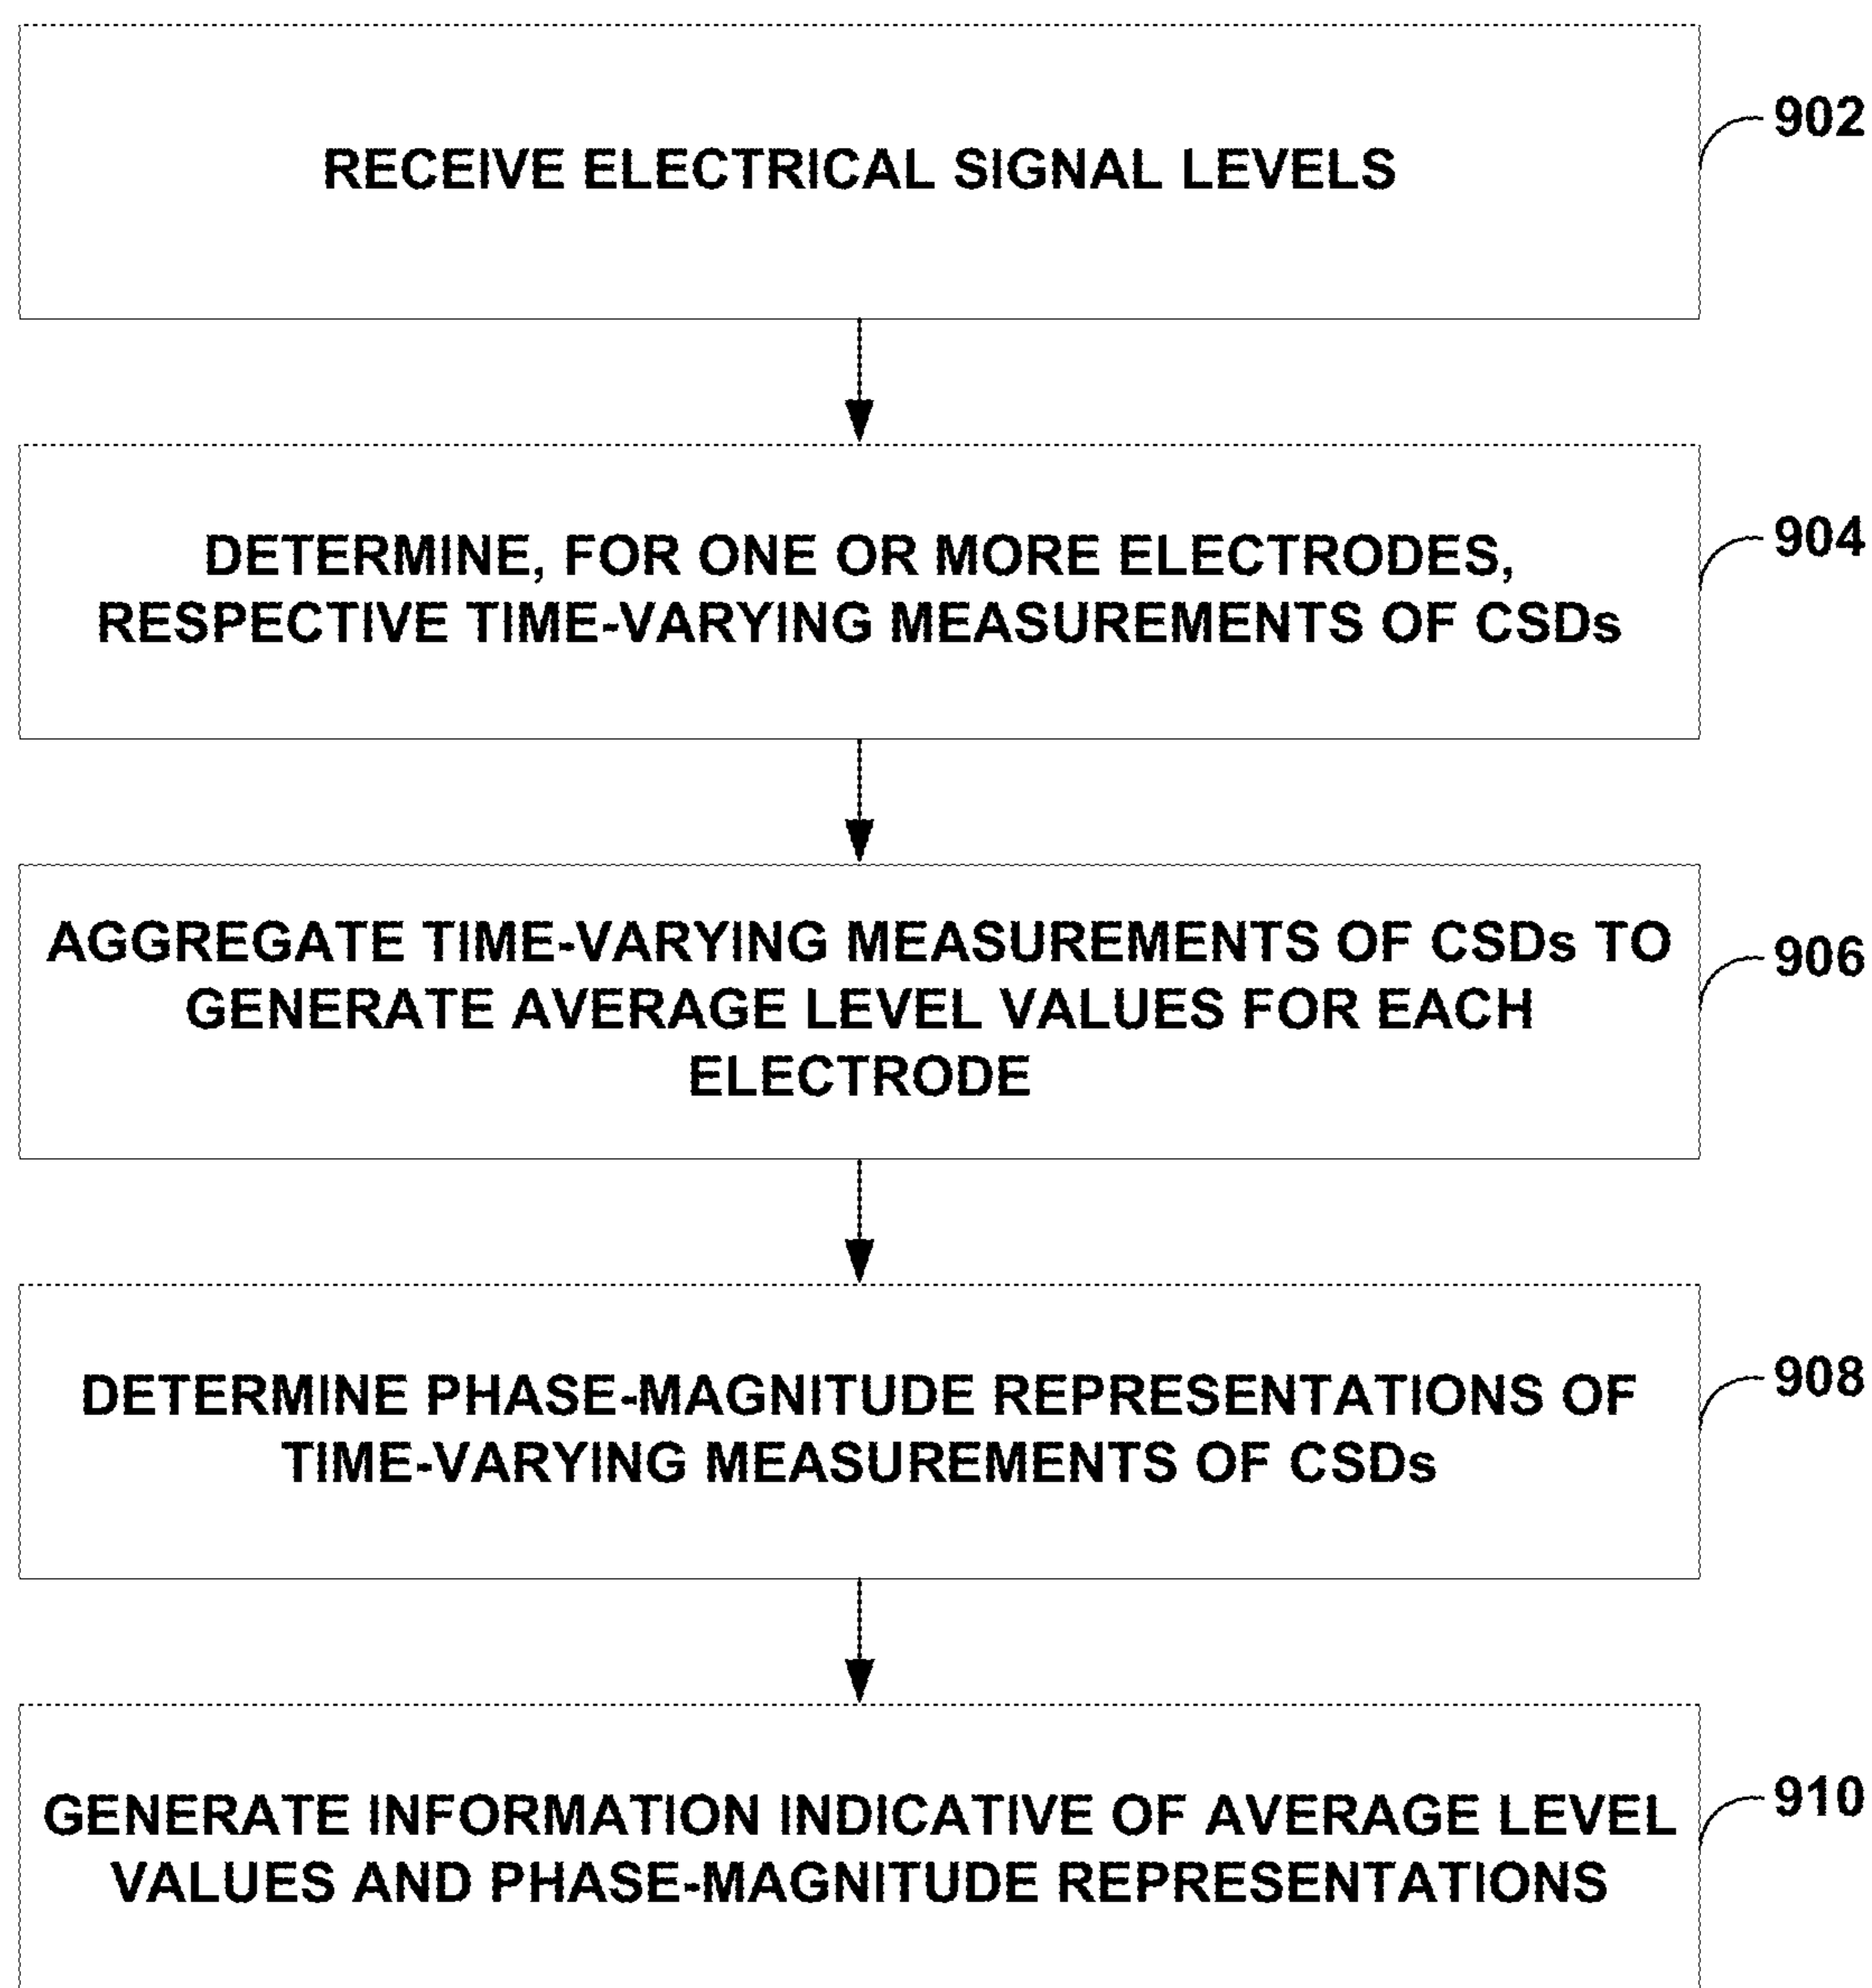 RECEIVE ELECTRICAL SIGNAL LEVELS
902
DETERMINE, FOR ONE OR MORE ELECTRODES,
RESPECTIVE TIME-VARYING MEASUREMENTS OF CSDs
904
AGGREGATE TIME-VARYING MEASUREMENTS OF CSDs TO
GENERATE AVERAGE LEVEL VALUES FOR EACH
ELECTRODE
906
DETERMINE PHASE-MAGNITUDE REPRESENTATIONS OF
TIME-VARYING MEASUREMENTS OF CSDs
908
GENERATE INFORMATION INDICATIVE OF AVERAGE LEVEL
VALUES AND PHASE-MAGNITUDE REPRESENTATIONS
910